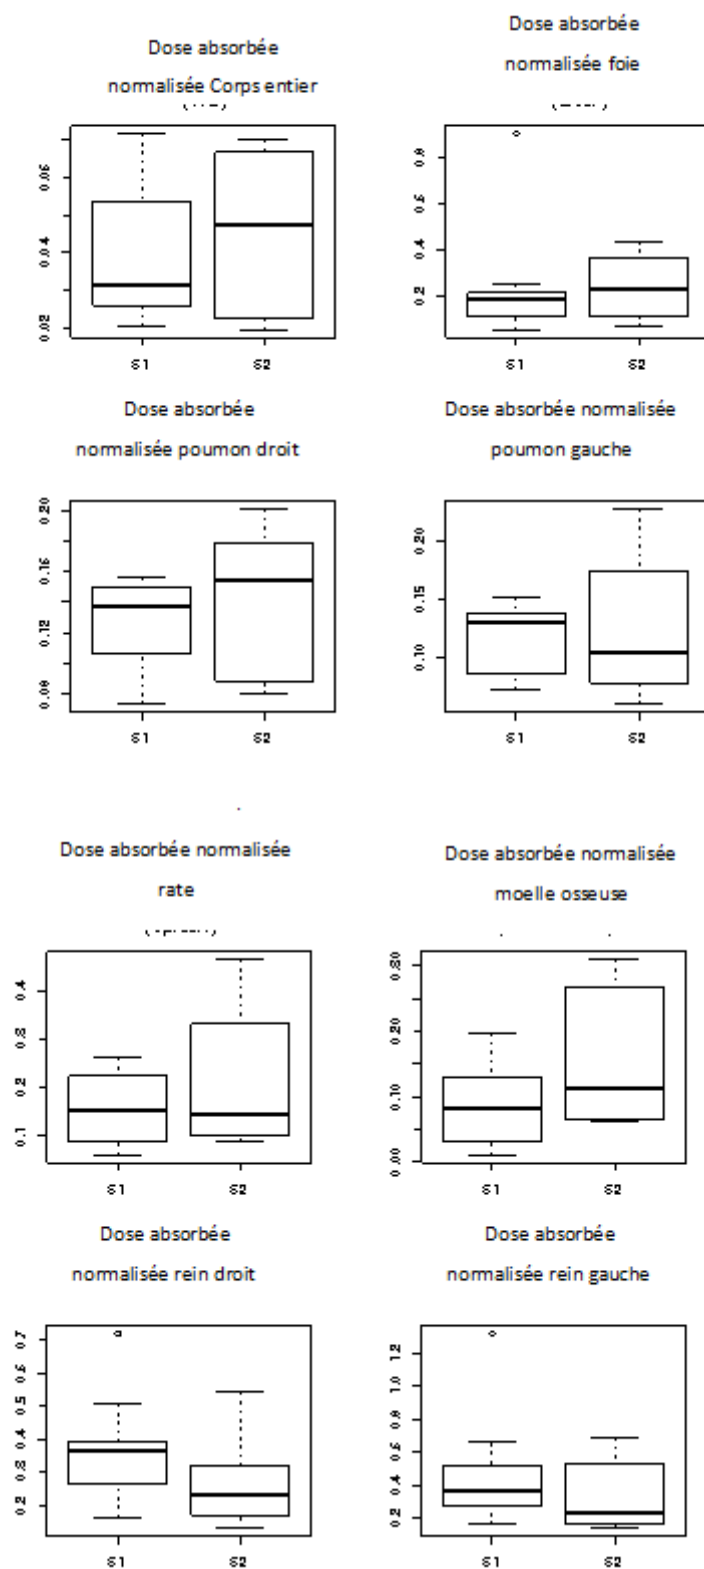 Dose absorbée
normalisée Corps entier
Dose absorbée
normalisée foie
0.06
0.04
0.02
S1 S2
0.8
0.6
0.4
0.2
S1 S2
Dose absorbée
normalisée poumon droit
Dose absorbée normalisée
poumon gauche
0.20
0.16
0.12
0.08
S1 S2
0.20
0.15
0.10
S1 S2
Dose absorbée normalisée
rate
Dose absorbée normalisée
moelle osseuse
0.4
0.3
0.2
0.1
S1 S2
0.30
0.20
0.10
0.00
S1 S2
Dose absorbée
normalisée rein droit
Dose absorbée
normalisée rein gauche
0.7
0.6
0.5
0.4
0.3
0.2
S1 S2
1.2
1.0
0.8
0.6
0.4
0.2
S1 S2